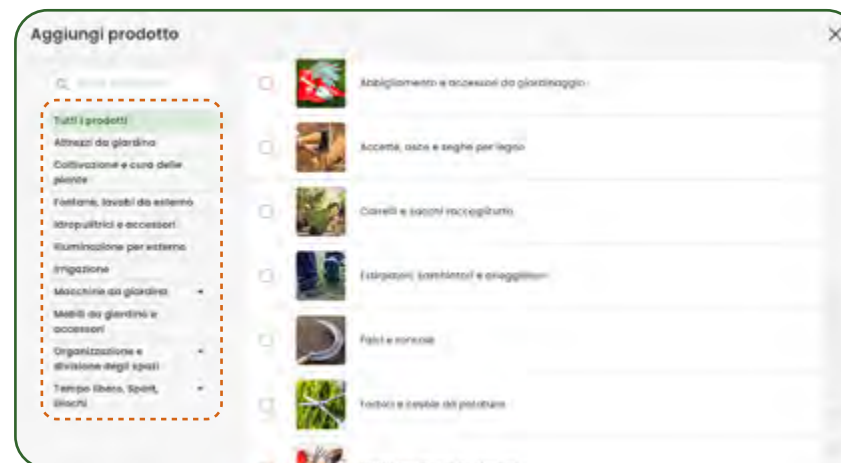 Aggiungi prodotto
Tutti i prodotti
Attrezzi da giardino
Coltivazione e cura delle
piante
Fontane, lavabi da esterno
Idropulitrici e accessori
Illuminazione per esterno
Irrigazione
Macchine da giardino
Mobili da giardino e
accessori
Organizzazione e
divisione degli spazi
Tempo libero, Sport,
Giochi
Abbigliamento e accessori da giardinaggio
Accette, asce e seghe per legno
Carrelli e sacchi raccoglitutto
Estirpatori, bambinatori e arieggiatori
Falci e roncole
Forbici e cesoie da potatura